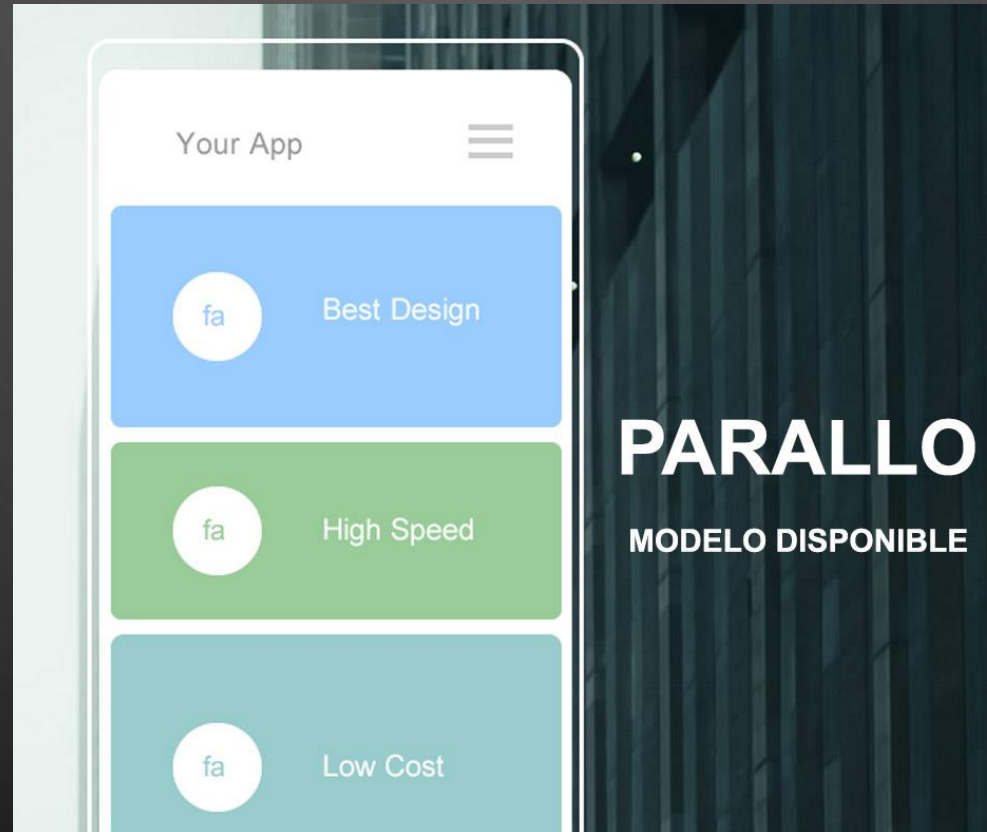 Your App
fa
Best Design
fa
High Speed
fa
Low Cost
PARALLO
MODELO DISPONIBLE